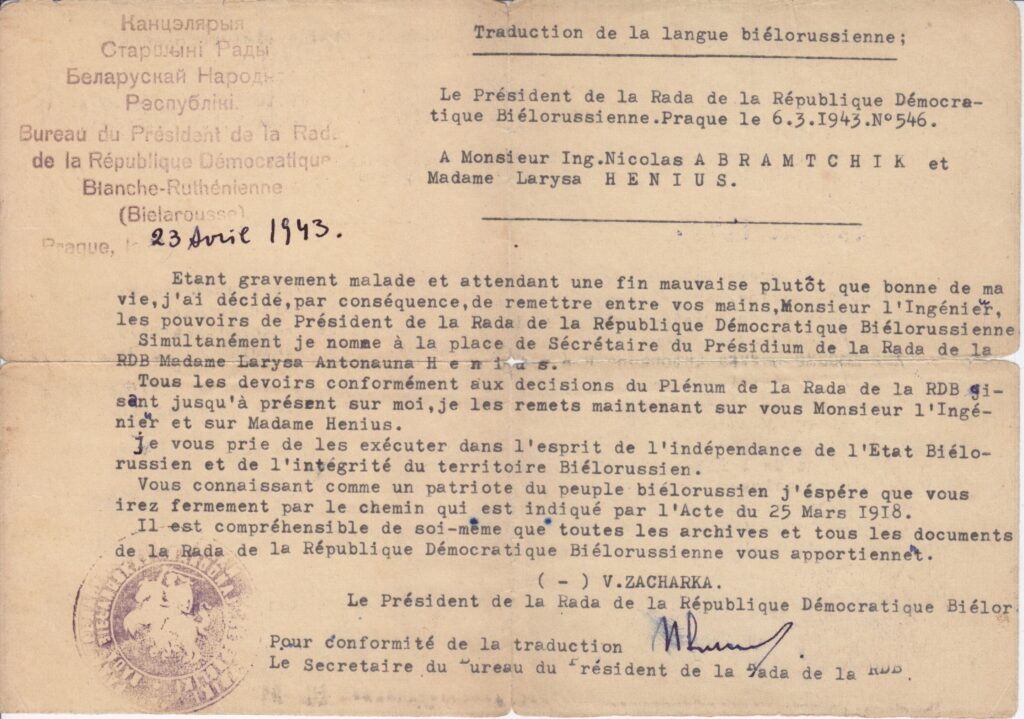 Канцэлярыя
Старшыні Рады
Беларускай Народн
Рэспублікі.
Bureau du Président de la Rada
de la République Démocratique
Blanche-Ruthénienne
(Bielarousse)
Prague, le 23 Avril 1943.
Traduction de la langue biélorussienne;
Le Président de la Rada de la République Démocra-
tique Biélorussienne.Praque le 6.3.1943.N°546.
A Monsieur Ing.Nicolas A B R A M T C H I K et
Madame Larysa H E N I U S.
Etant gravement malade et attendant une fin mauvaise plutôt que bonne de ma
vie,j'ai décidé,par conséquence,de remettre entre vos mains,Monsieur l'Ingénieur,
les pouvoirs de Président de la Rada de la République Démocratique Biélorussienne
Simultanément je nomme à la place de Sécrétaire du Présidium de la Rada de la
RDB Madame Larysa Antonauna H e n i u s.
Tous les devoirs conformément aux decisions du Plénum de la Rada de la RDB gi-
sant jusqu'à présent sur moi,je les remets maintenant sur vous Monsieur l'Ingé-
nieur et sur Madame Henius.
je vous prie de les exécuter dans l'esprit de l'indépendance de l'Etat Biélo-
russien et de l'intégrité du territoire Biélorussien.
Vous connaissant comme un patriote du peuple biélorussien j'éspére que vous
irez fermement par le chemin qui est indiqué par l'Acte du 25 Mars 1918.
Il est compréhensible de soi-même que toutes les archives et tous les documents
de la Rada de la République Démocratique Biélorussienne vous apportiennet.
( - ) V.ZACHARKA.
Le Président de la Rada de la République Démocratique Biélor.
Pour conformité de la traduction
Le Secretaire du Bureau du Président de la Rada de la RDB.